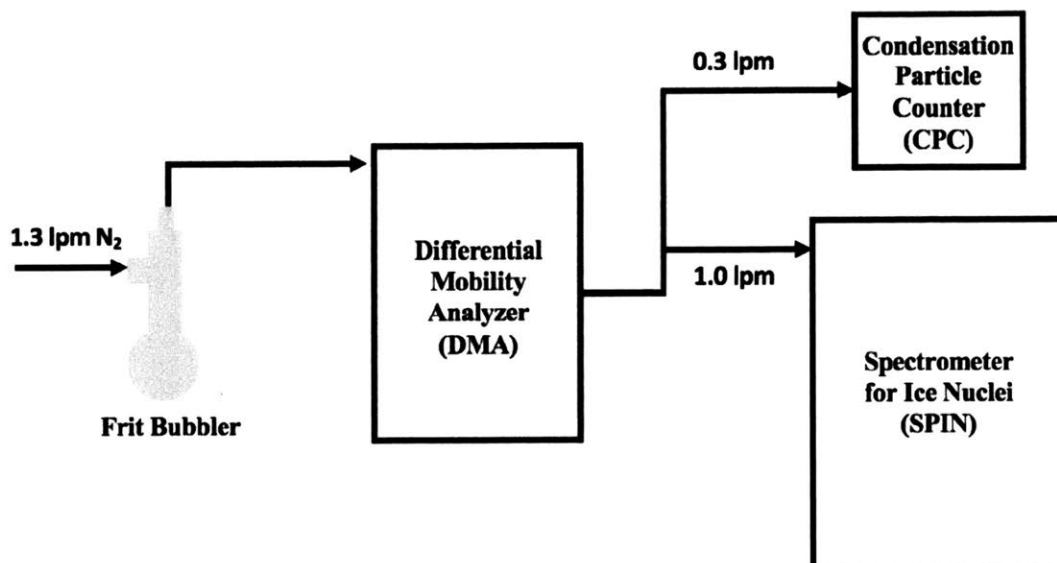 1.3 lpm N₂
Frit Bubbler
Differential
Mobility
Analyzer
(DMA)
0.3 lpm
1.0 lpm
Condensation
Particle
Counter
(CPC)
Spectrometer
for Ice Nuclei
(SPIN)